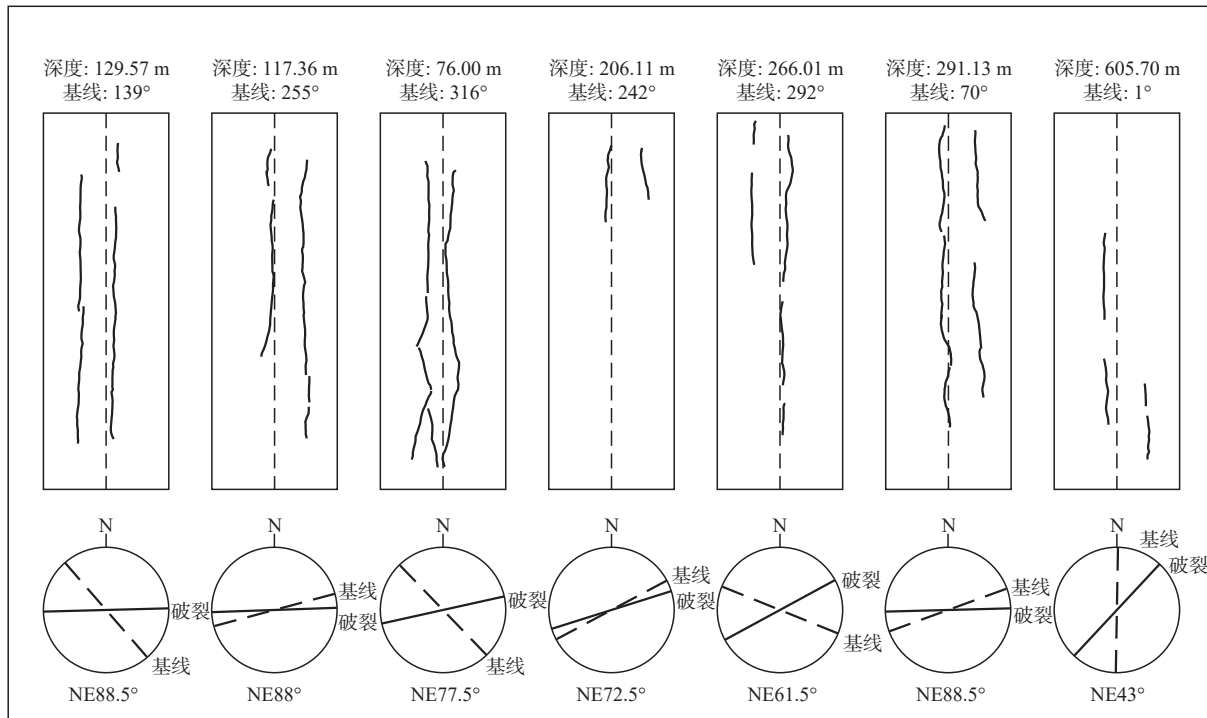 深度: 129.57 m
基线: 139°
深度: 117.36 m
基线: 255°
深度: 76.00 m
基线: 316°
深度: 206.11 m
基线: 242°
深度: 266.01 m
基线: 292°
深度: 291.13 m
基线: 70°
深度: 605.70 m
基线: 1°
N
破裂
基线
NE88.5°
N
基线
破裂
NE88°
N
破裂
基线
NE77.5°
N
基线
破裂
NE72.5°
N
破裂
基线
NE61.5°
N
基线
破裂
NE88.5°
N
基线
破裂
NE43°